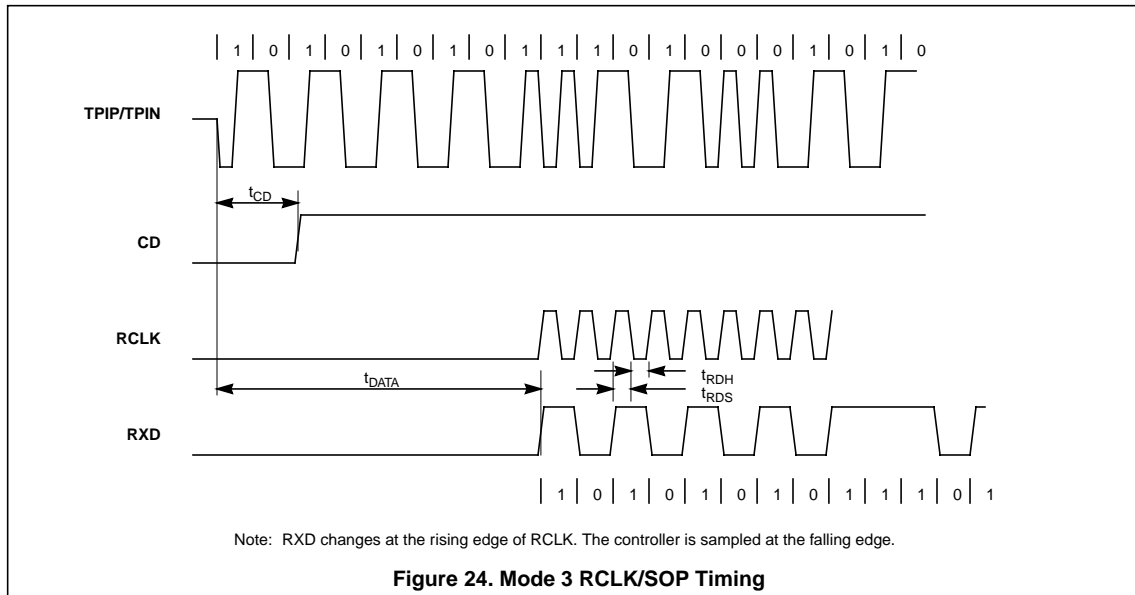 | 1 | 0 | 1 | 0 | 1 | 0 | 1 | 0 | 1 | 1 | 1 | 0 | 1 | 0 | 0 | 0 | 1 | 0 | 1 | 0
TPIP/TPIN
tCD
CD
RCLK
tDATA
tRDH
tRDS
RXD
| 1 | 0 | 1 | 0 | 1 | 0 | 1 | 0 | 1 | 1 | 1 | 0 | 1
Note: RXD changes at the rising edge of RCLK. The controller is sampled at the falling edge.
Figure 24. Mode 3 RCLK/SOP Timing